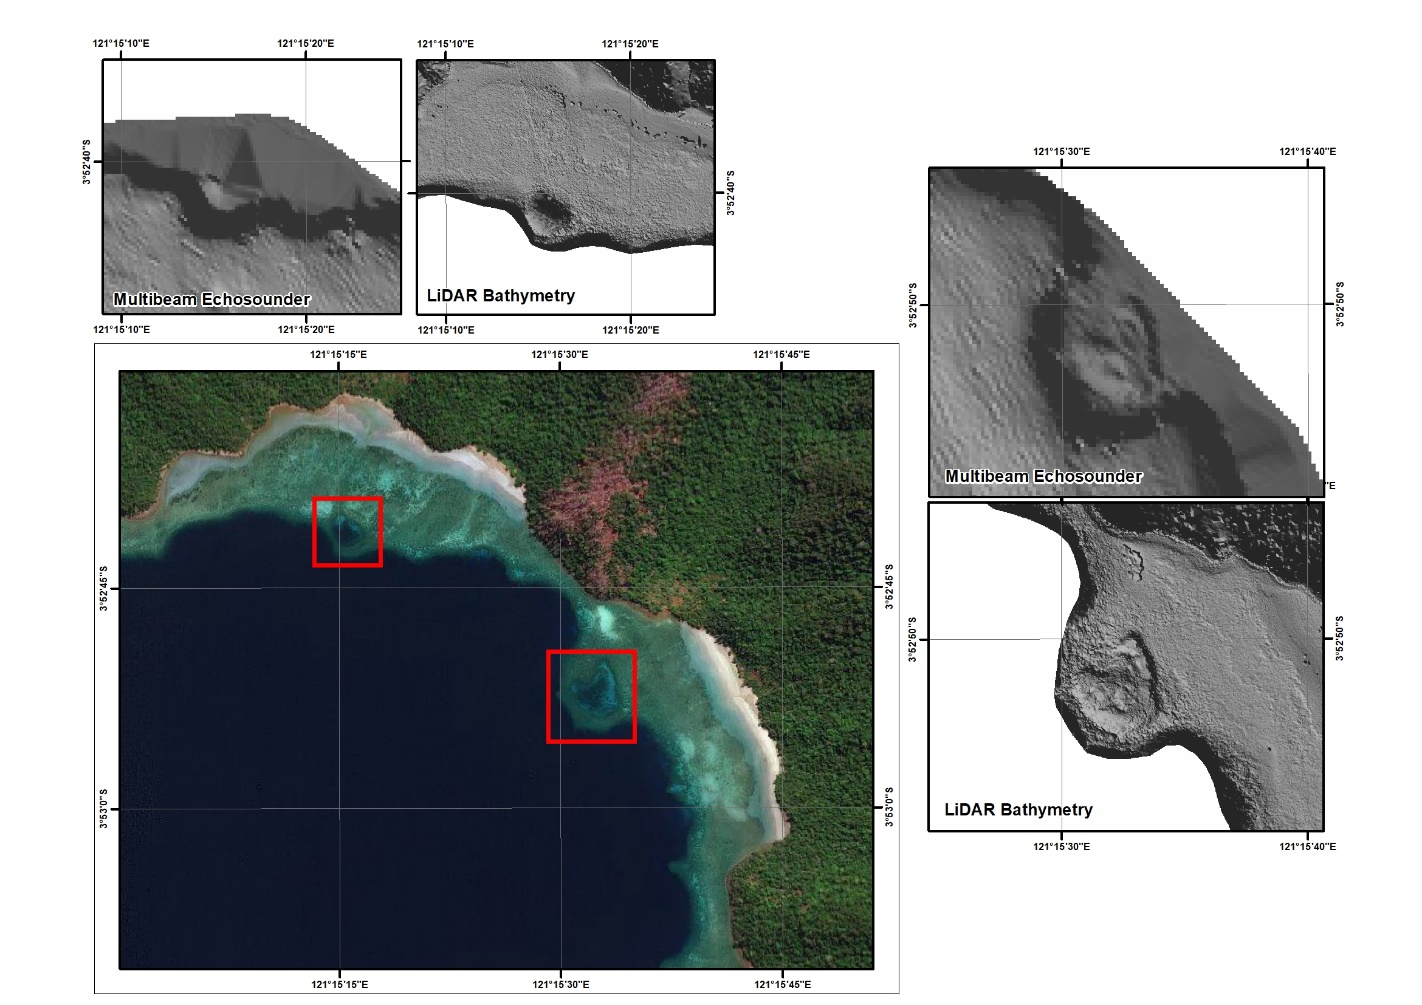 121°15'10"E
121°15'20"E
121°15'10"E
121°15'20"E
3°52'40"S
Multibeam Echosounder
LiDAR Bathymetry
3°52'40"S
121°15'10"E
121°15'20"E
121°15'10"E
121°15'20"E
121°15'15"E
121°15'30"E
121°15'45"E
3°52'45"S
3°52'45"S
3°53'0"S
3°53'0"S
121°15'15"E
121°15'30"E
121°15'45"E
121°15'30"E
121°15'40"E
3°52'50"S
3°52'50"S
Multibeam Echosounder
"E
3°52'50"S
3°52'50"S
LiDAR Bathymetry
121°15'30"E
121°15'40"E